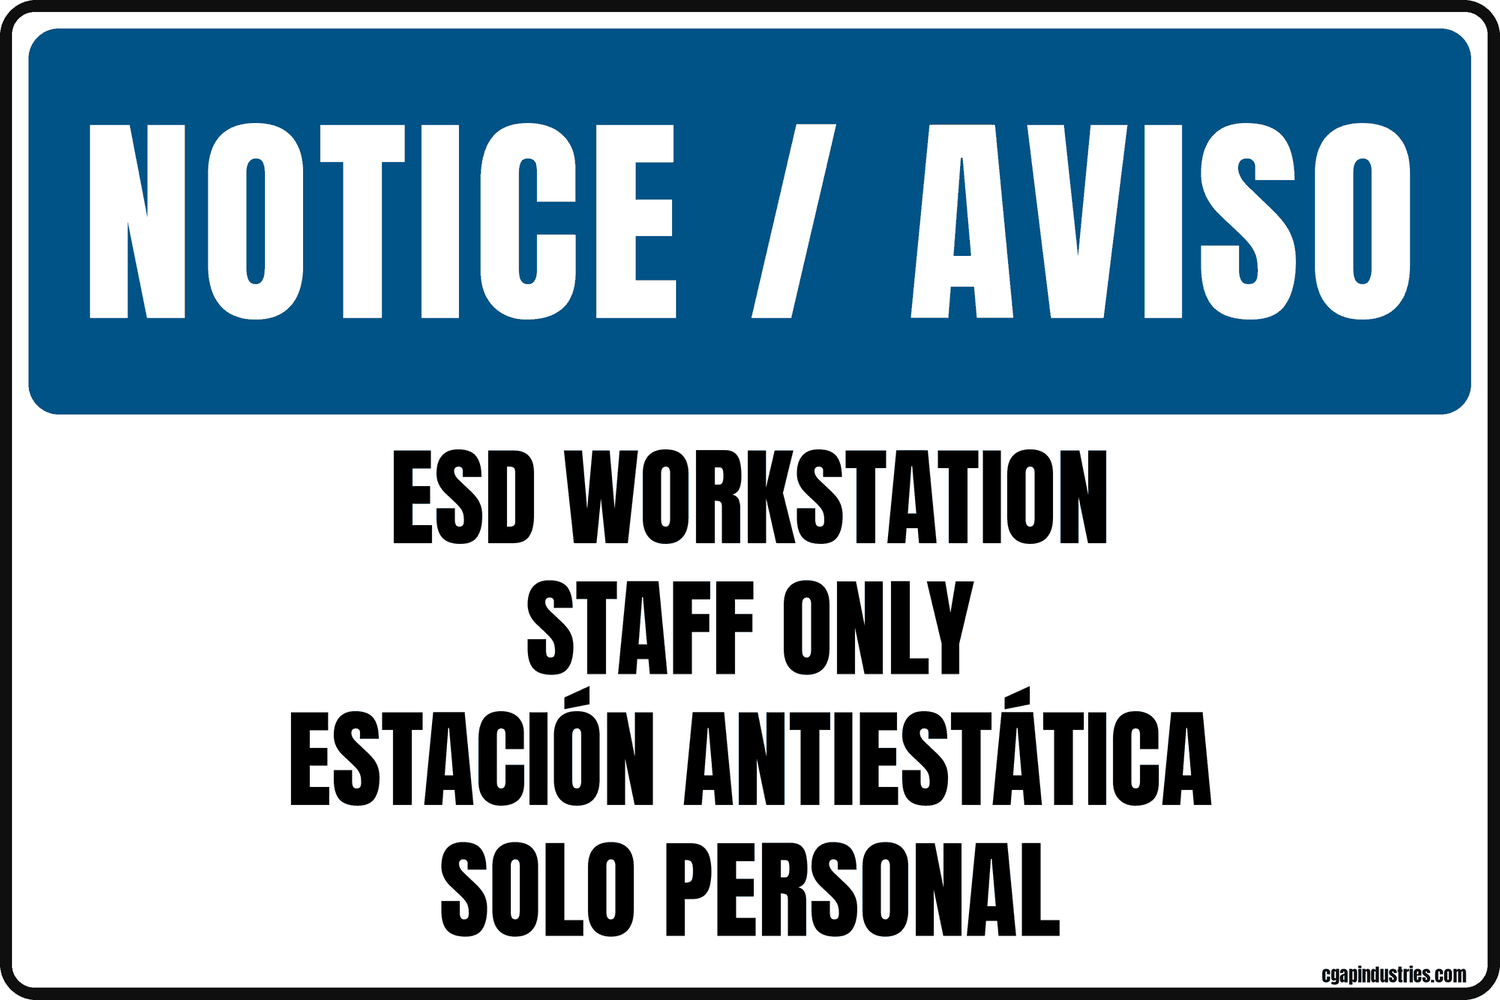 NOTICE / AVISO
ESD WORKSTATION
STAFF ONLY
ESTACIÓN ANTIESTÁTICA
SOLO PERSONAL
cgapindustries.com